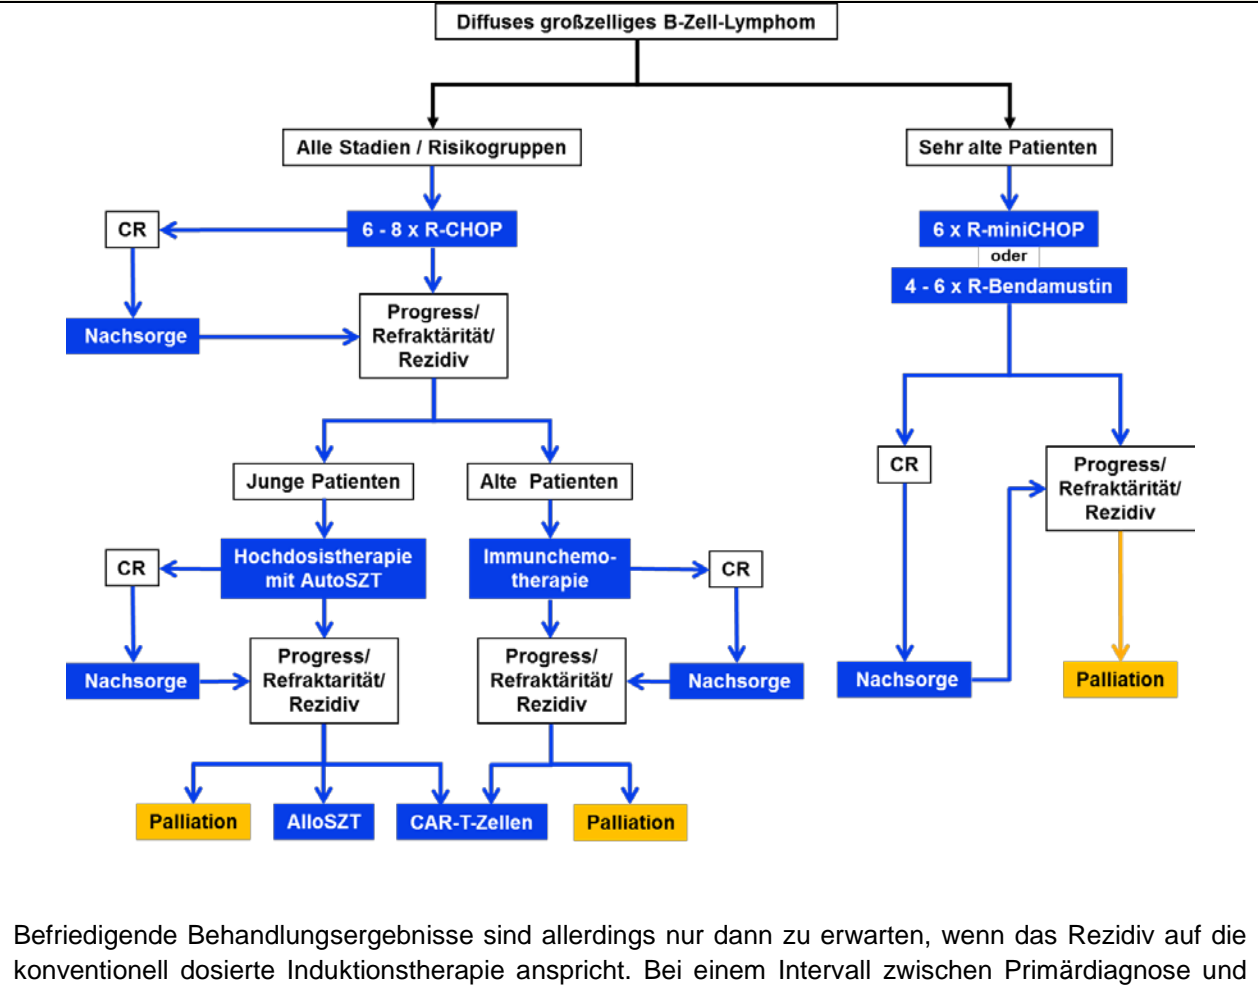 Diffuses großzelliges B-Zell-Lymphom
Alle Stadien / Risikogruppen
Sehr alte Patienten
CR
6 - 8 x R-CHOP
6 x R-miniCHOP
oder
4 - 6 x R-Bendamustin
Nachsorge
Progress/
Refraktärität/
Rezidiv
Junge Patienten
Alte Patienten
CR
Progress/
Refraktärität/
Rezidiv
CR
Hochdosistherapie
mit AutoSZT
Immunchemo-
therapie
CR
Nachsorge
Progress/
Refraktarität/
Rezidiv
Progress/
Refraktärität/
Rezidiv
Nachsorge
Nachsorge
Palliation
Palliation
AlloSZT
CAR-T-Zellen
Palliation
Befriedigende Behandlungsergebnisse sind allerdings nur dann zu erwarten, wenn das Rezidiv auf die
konventionell dosierte Induktionstherapie anspricht. Bei einem Intervall zwischen Primärdiagnose und